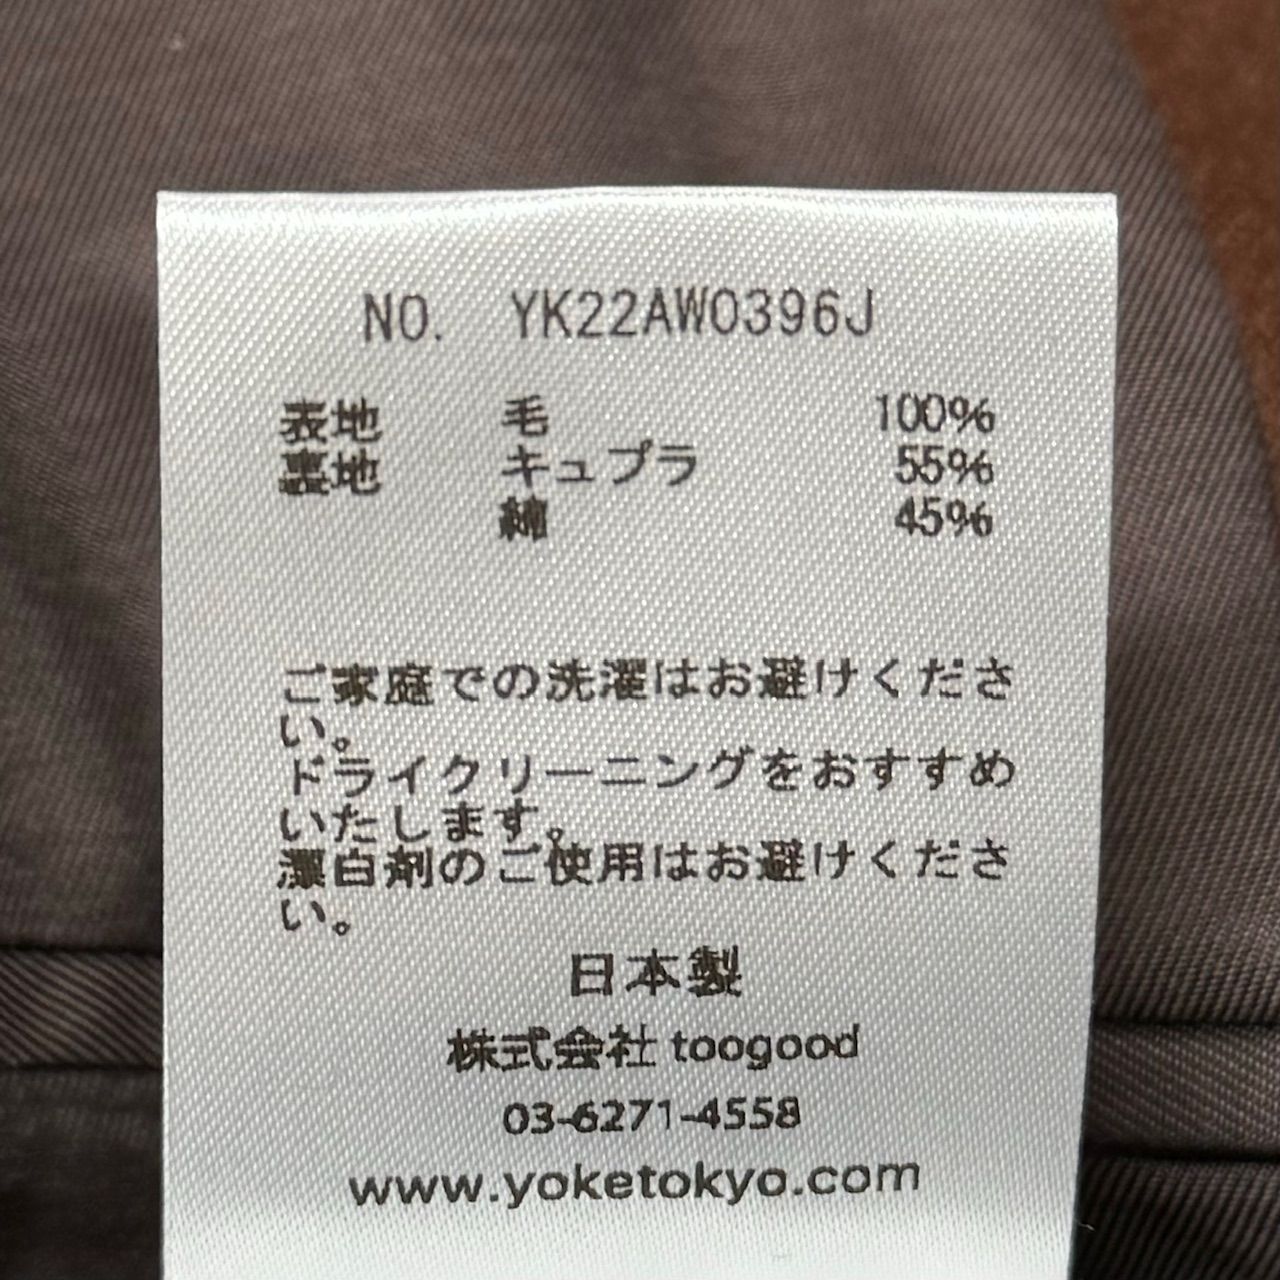 NO. YK22AW0396J
表地 毛 100%
裏地 キュプラ 55%
綿 45%
ご家庭での洗濯はお避けくださ
い。
ドライクリーニングをおすすめ
いたします。
漂白剤のご使用はお避けくださ
い。
日本製
株式会社 toogood
03-6271-4558
www.yoketokyo.com